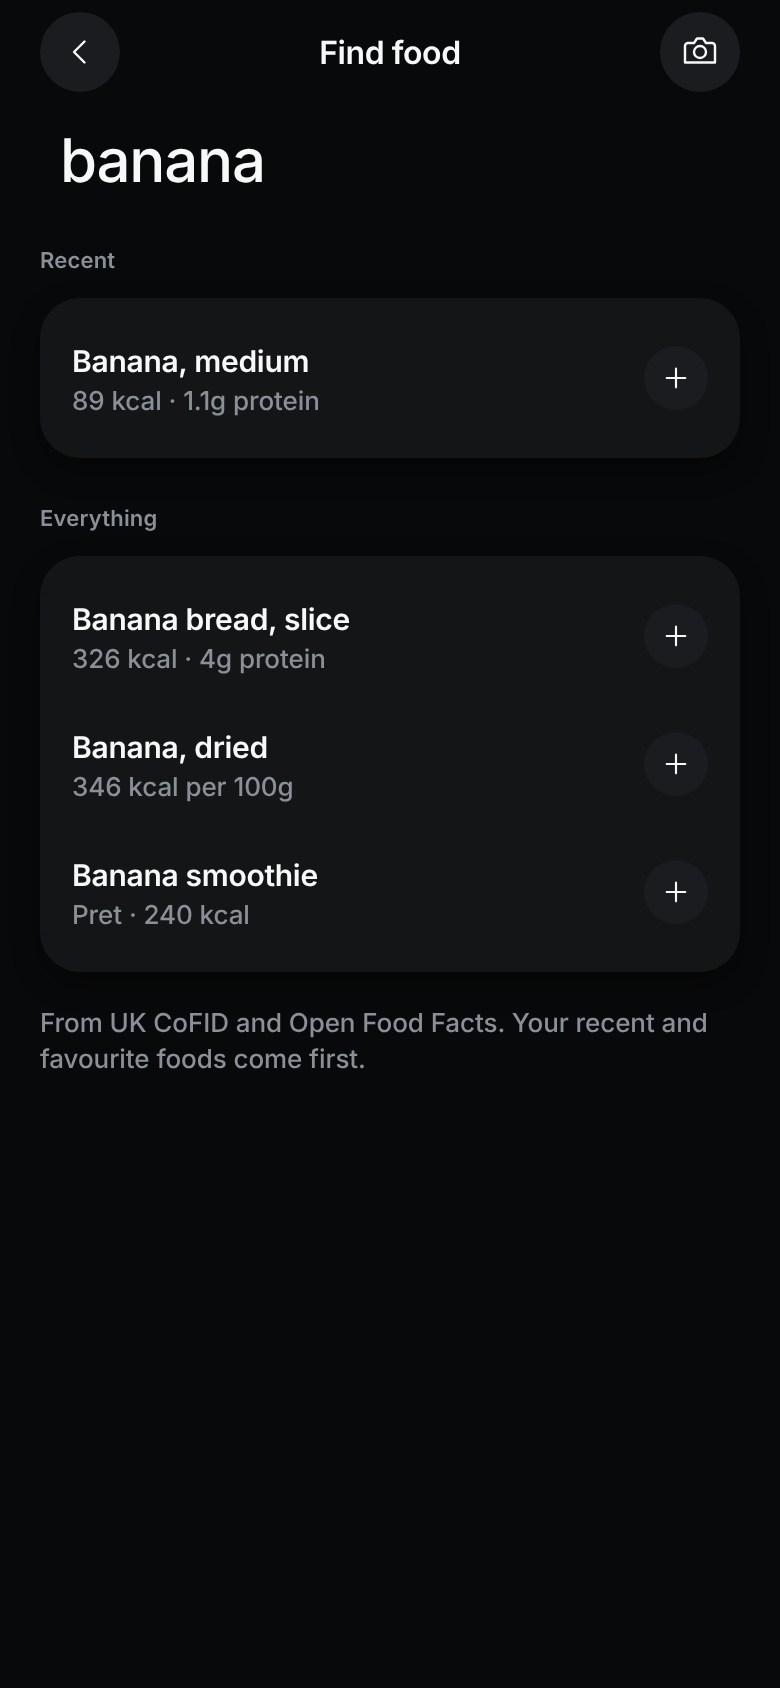 Find food
banana
Recent
Banana, medium
89 kcal · 1.1g protein
Everything
Banana bread, slice
326 kcal · 4g protein
Banana, dried
346 kcal per 100g
Banana smoothie
Pret · 240 kcal
From UK CoFID and Open Food Facts. Your recent and
favourite foods come first.